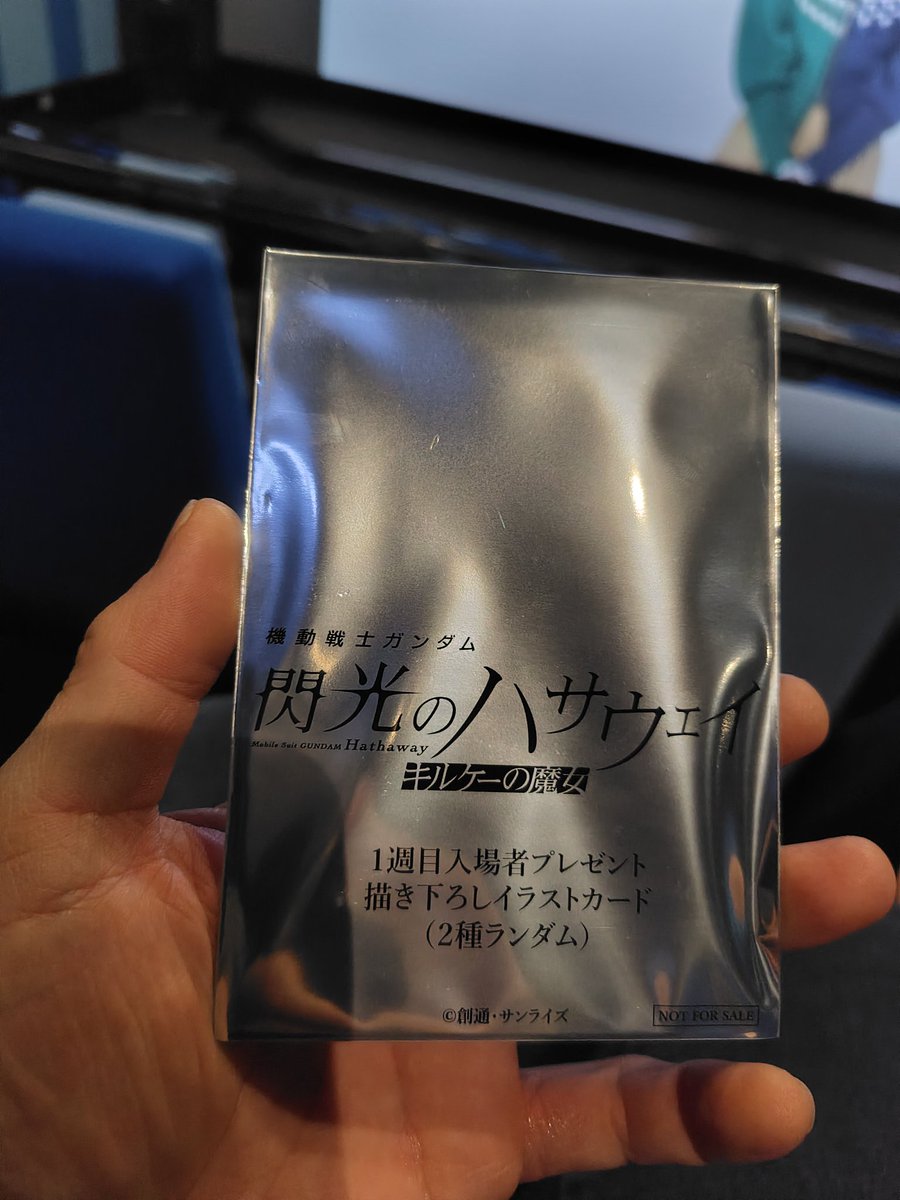 機動戦士ガンダム
閃光のハサウェイ
Mobile Suit GUNDAM Hathaway
キルケーの魔女
1週目入場者プレゼント
描き下ろしイラストカード
(2種ランダム)
©創通・サンライズ
NOT FOR SALE